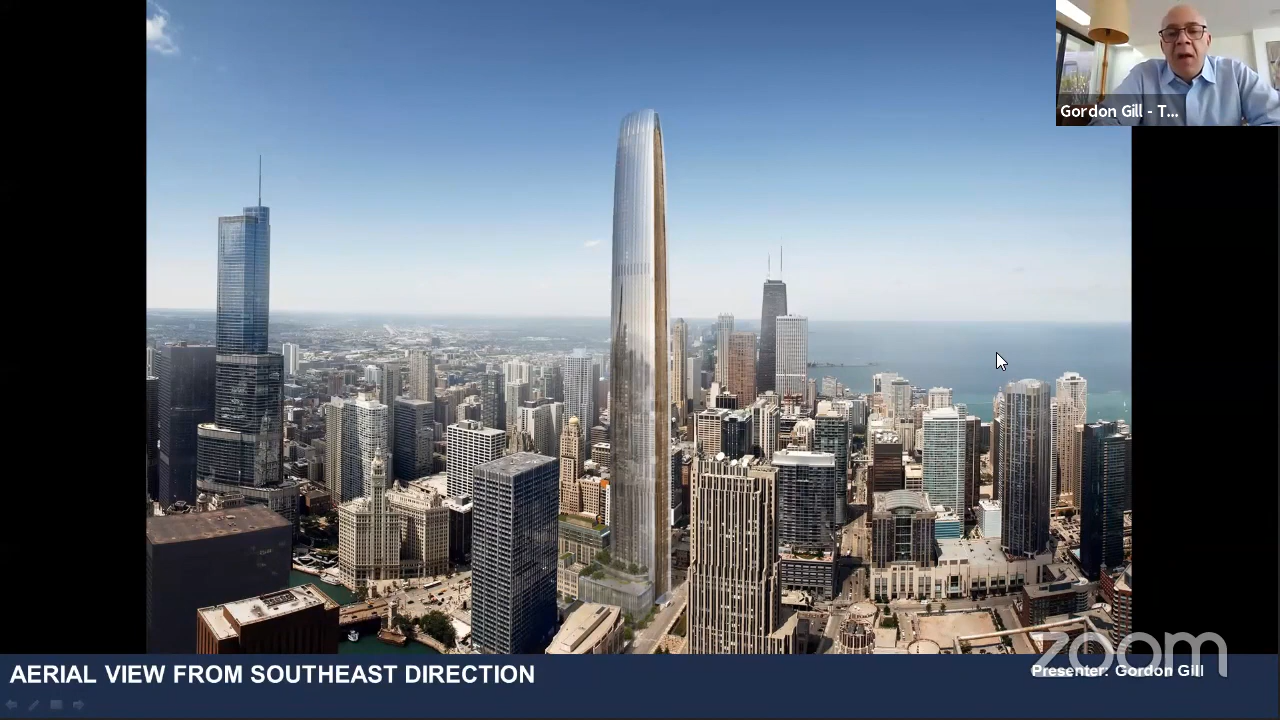 Gordon Gill - T...
AERIAL VIEW FROM SOUTHEAST DIRECTION
zoom
Presenter: Gordon Gill